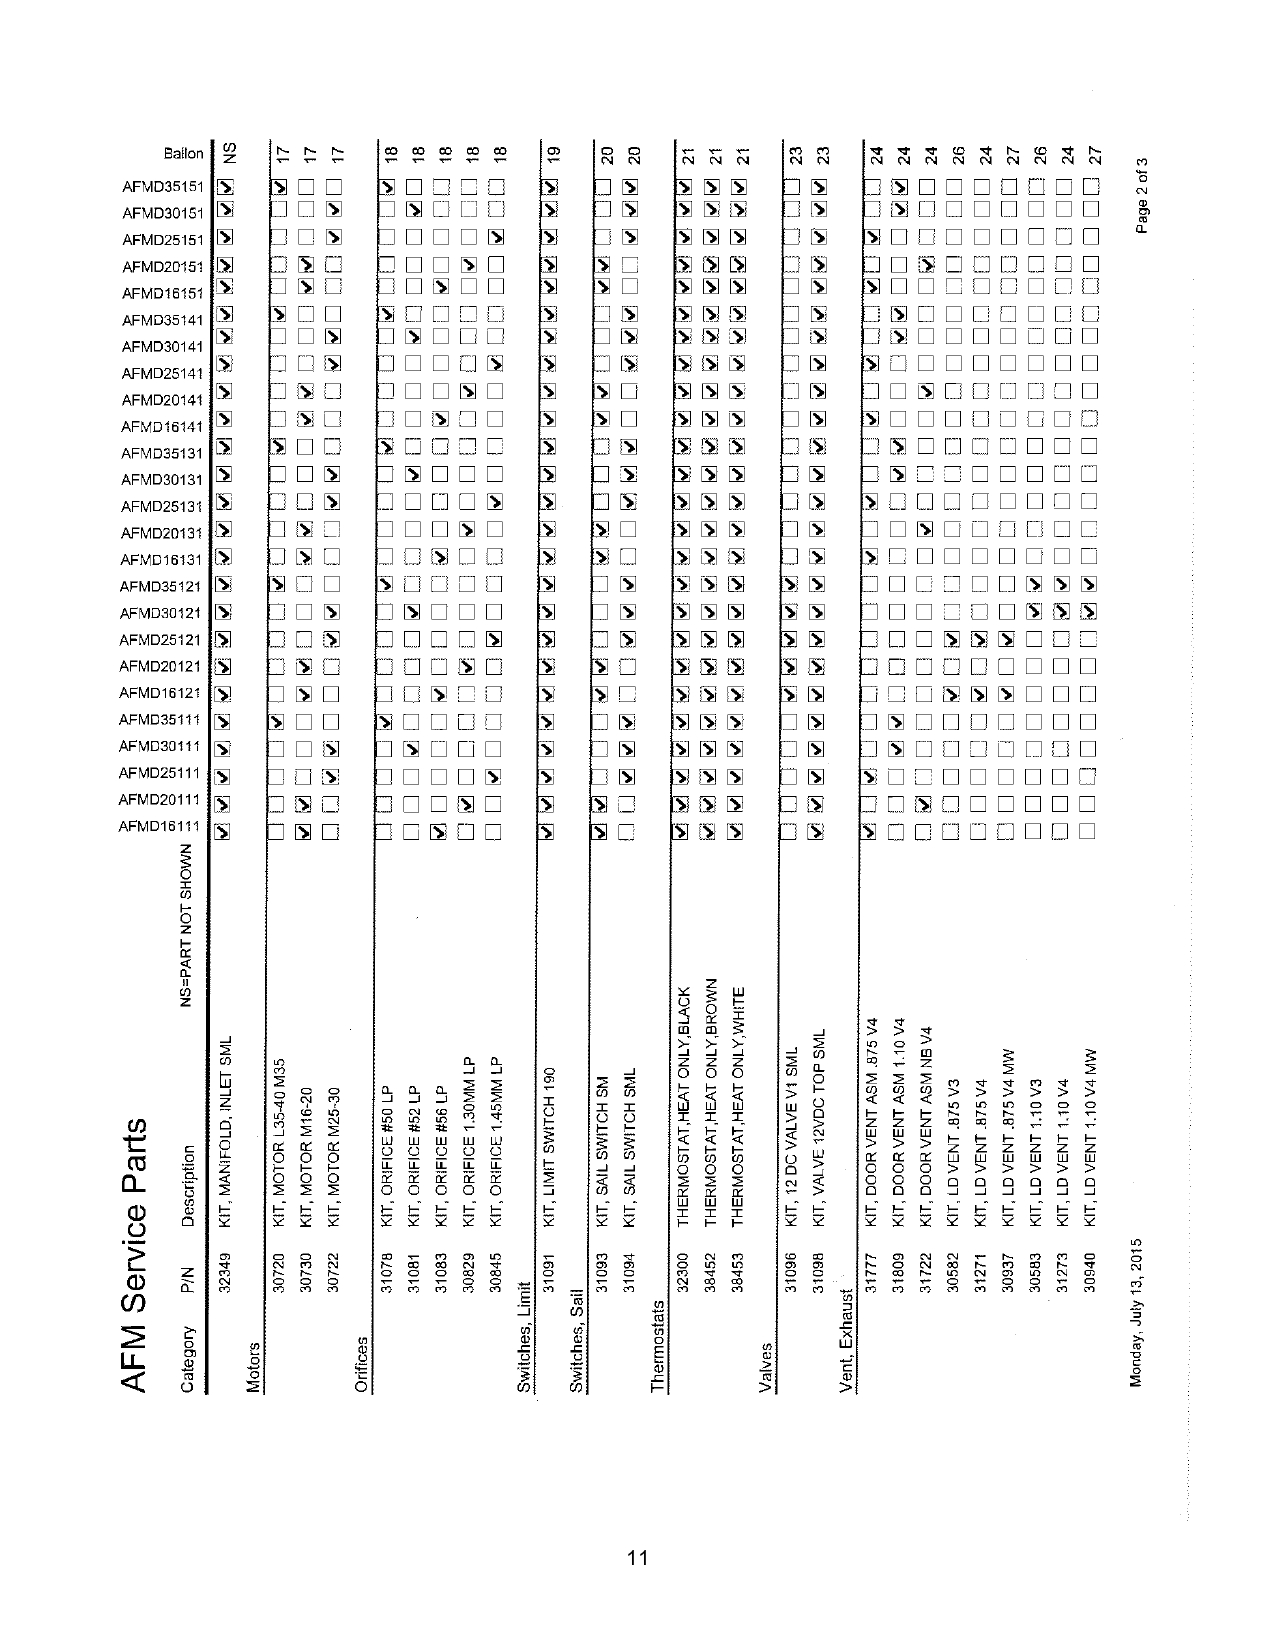 AFM Service Parts
Category P/N Description NS=PART NOT SHOWN
Ballon
AFMD35151
AFMD30151
AFMD25151
AFMD20151
AFMD16151
AFMD35141
AFMD30141
AFMD25141
AFMD20141
AFMD16141
AFMD35131
AFMD30131
AFMD25131
AFMD20131
AFMD16131
AFMD35121
AFMD30121
AFMD25121
AFMD20121
AFMD16121
AFMD35111
AFMD30111
AFMD25111
AFMD20111
AFMD16111
32349 KIT, MANIFOLD, INLET SML NS
Motors
30720 KIT, MOTOR L35-40 M35 17
30730 KIT, MOTOR M16-20 17
30722 KIT, MOTOR M25-30 17
Orifices
31078 KIT, ORIFICE #50 LP 18
31081 KIT, ORIFICE #52 LP 18
31083 KIT, ORIFICE #56 LP 18
30829 KIT, ORIFICE 1.30MM LP 18
30845 KIT, ORIFICE 1.45MM LP 18
Switches, Limit
31091 KIT, LIMIT SWITCH 190 19
Switches, Sail
31093 KIT, SAIL SWITCH SM 20
31094 KIT, SAIL SWITCH SML 20
Thermostats
32300 THERMOSTAT,HEAT ONLY,BLACK 21
38452 THERMOSTAT,HEAT ONLY,BROWN 21
38453 THERMOSTAT,HEAT ONLY,WHITE 21
Valves
31096 KIT, 12 DC VALVE V1 SML 23
31098 KIT, VALVE 12VDC TOP SML 23
Vent, Exhaust
31777 KIT, DOOR VENT ASM .875 V4 24
31809 KIT, DOOR VENT ASM 1.10 V4 24
31722 KIT, DOOR VENT ASM NB V4 24
30582 KIT, LD VENT .875 V3 26
31271 KIT, LD VENT .875 V4 24
30937 KIT, LD VENT .875 V4 MW 27
30583 KIT, LD VENT 1.10 V3 26
31273 KIT, LD VENT 1.10 V4 24
30940 KIT, LD VENT 1.10 V4 MW 27
Monday, July 13, 2015 Page 2 of 3
11